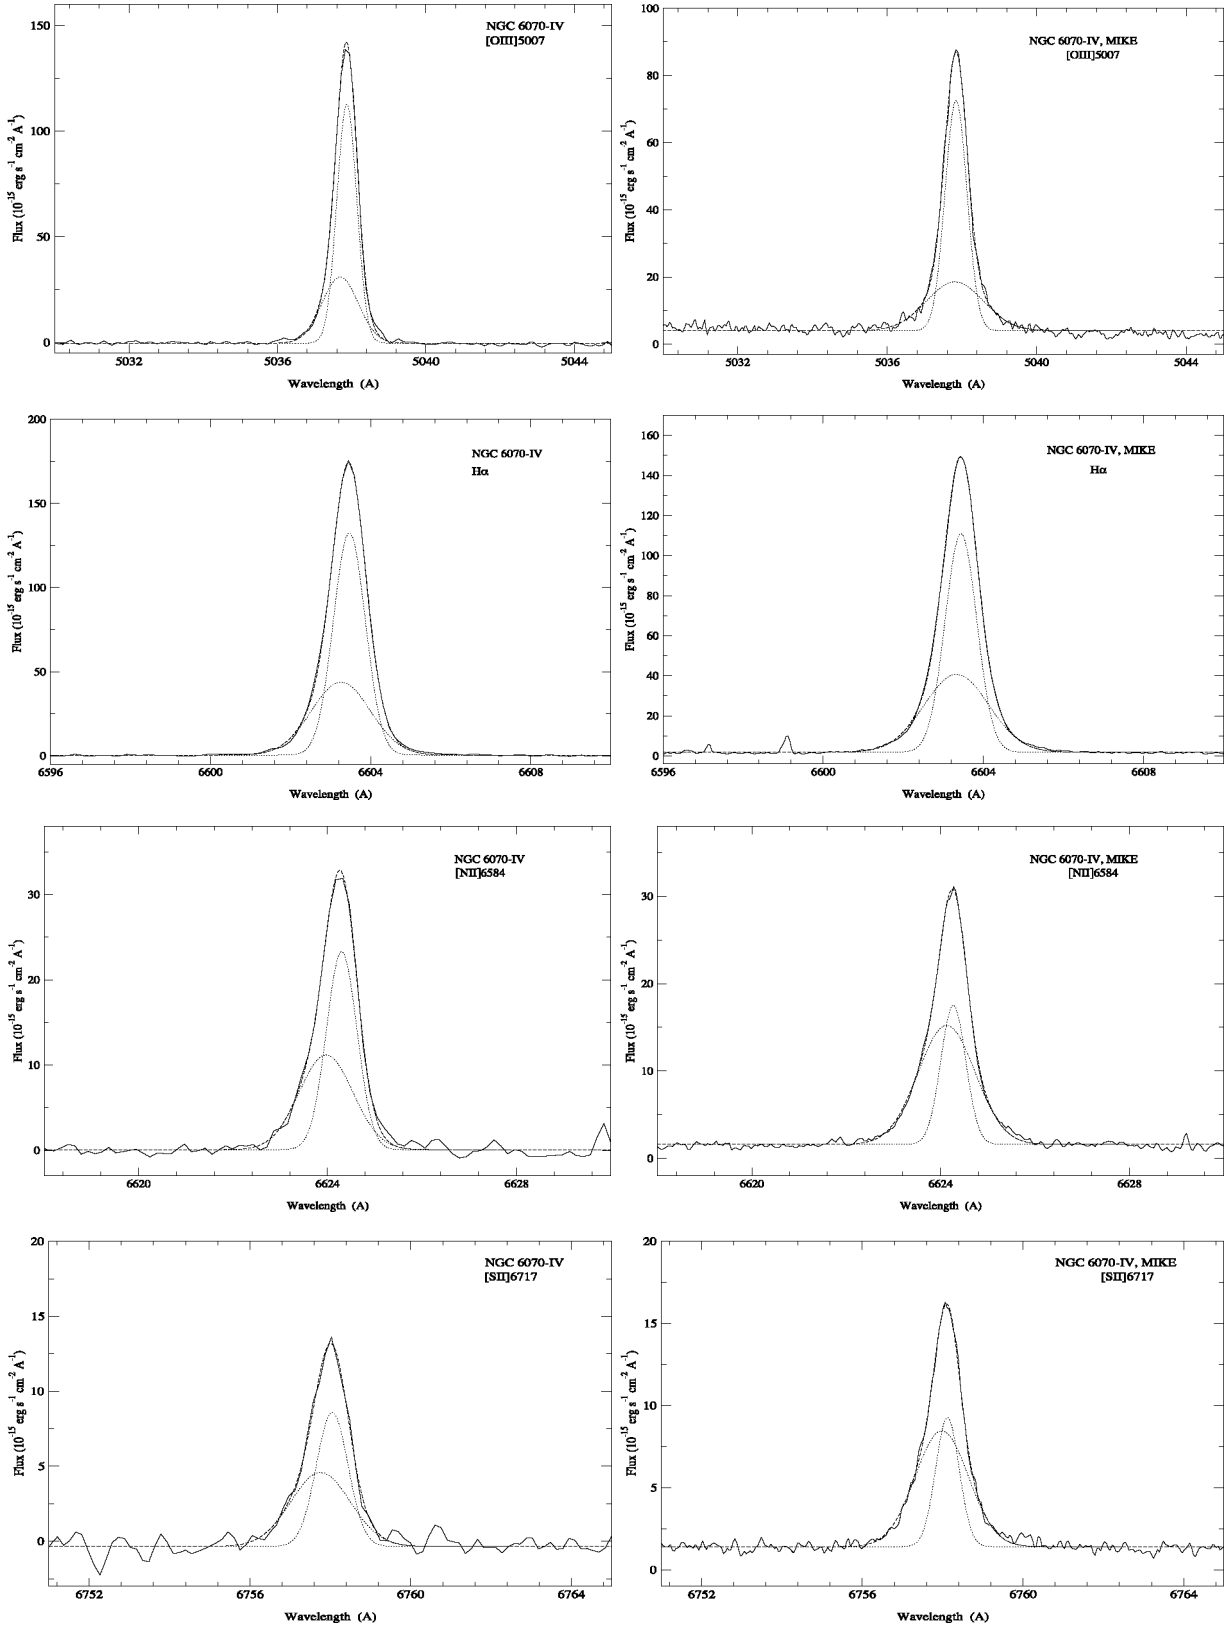 NGC 6070-IV
[OIII]5007
150
100
50
0
5032
5036
5040
5044
Flux (10⁻¹⁵ erg s⁻¹ cm⁻² A⁻¹)
Wavelength (A)
NGC 6070-IV, MIKE
[OIII]5007
100
80
60
40
20
0
5032
5036
5040
5044
Flux (10⁻¹⁵ erg s⁻¹ cm⁻² A⁻¹)
Wavelength (A)
NGC 6070-IV
Hα
200
150
100
50
0
6596
6600
6604
6608
Flux (10⁻¹⁵ erg s⁻¹ cm⁻² A⁻¹)
Wavelength (A)
NGC 6070-IV, MIKE
Hα
160
140
120
100
80
60
40
20
0
6596
6600
6604
6608
Flux (10⁻¹⁵ erg s⁻¹ cm⁻² A⁻¹)
Wavelength (A)
NGC 6070-IV
[NII]6584
30
20
10
0
6620
6624
6628
Flux (10⁻¹⁵ erg s⁻¹ cm⁻² A⁻¹)
Wavelength (A)
NGC 6070-IV, MIKE
[NII]6584
30
20
10
0
6620
6624
6628
Flux (10⁻¹⁵ erg s⁻¹ cm⁻² A⁻¹)
Wavelength (A)
NGC 6070-IV
[SII]6717
20
15
10
5
0
6752
6756
6760
6764
Flux (10⁻¹⁵ erg s⁻¹ cm⁻² A⁻¹)
Wavelength (A)
NGC 6070-IV, MIKE
[SII]6717
20
15
10
5
0
6752
6756
6760
6764
Flux (10⁻¹⁵ erg s⁻¹ cm⁻² A⁻¹)
Wavelength (A)